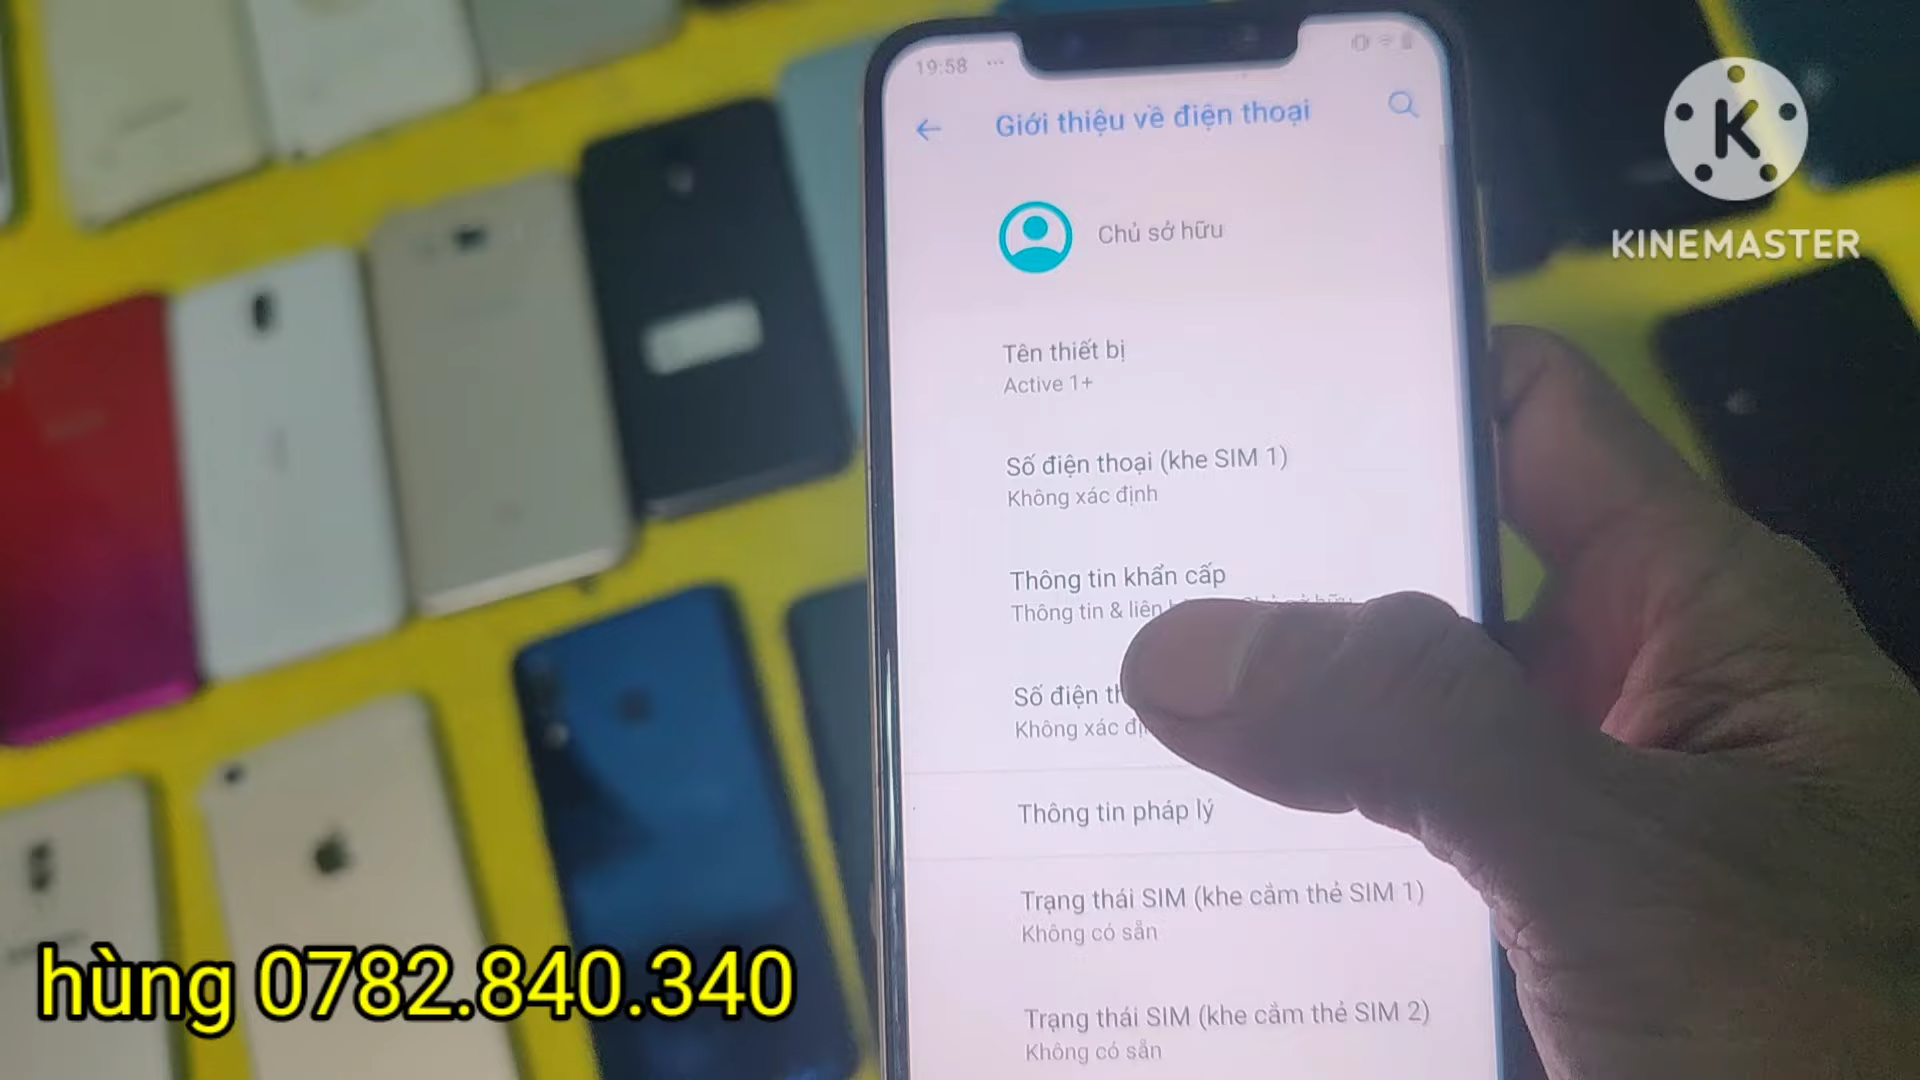 19:58 ...
Giới thiệu về điện thoại
Chủ sở hữu
Tên thiết bị
Active 1+
Số điện thoại (khe SIM 1)
Không xác định
Thông tin khẩn cấp
Thông tin & liên
Số điện
Không xác
Thông tin pháp lý
Trạng thái SIM (khe cắm thẻ SIM 1)
Không có sẵn
Trạng thái SIM (khe cắm thẻ SIM 2)
Không có sẵn
K
KINEMASTER
hùng 0782.840.340